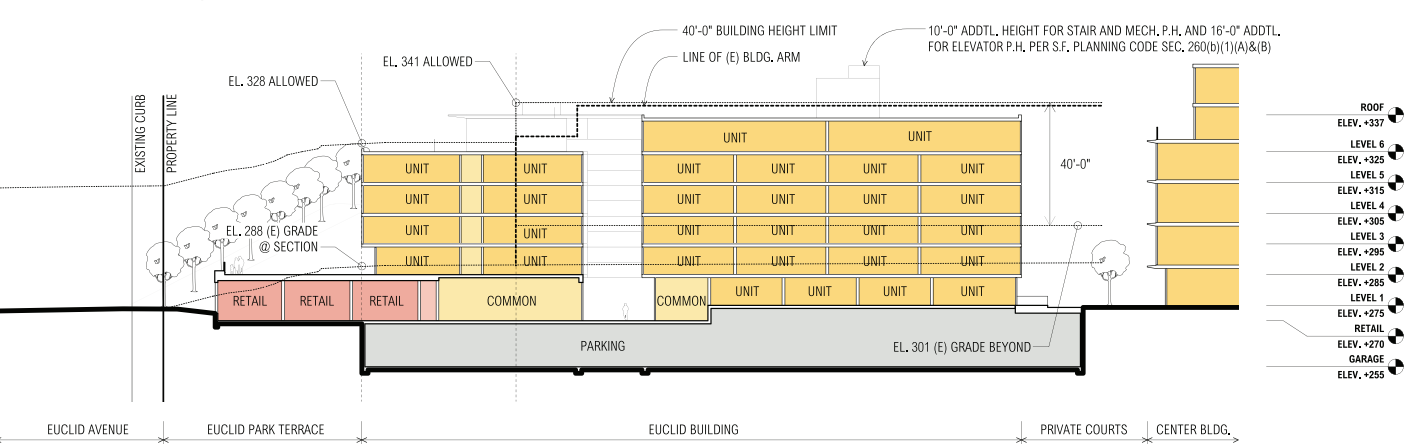 40'-0" BUILDING HEIGHT LIMIT
10'-0" ADDTL. HEIGHT FOR STAIR AND MECH. P.H. AND 16'-0" ADDTL.
FOR ELEVATOR P.H. PER S.F. PLANNING CODE SEC. 260(b)(1)(A)&(B)
LINE OF (E) BLDG. ARM
EL. 341 ALLOWED
EL. 328 ALLOWED
EXISTING CURB
PROPERTY LINE
UNIT UNIT
UNIT UNIT UNIT UNIT UNIT UNIT
40'-0"
UNIT UNIT UNIT UNIT UNIT UNIT
UNIT UNIT UNIT UNIT UNIT UNIT
EL. 288 (E) GRADE
@ SECTION
UNIT UNIT UNIT UNIT UNIT UNIT
UNIT UNIT UNIT UNIT
RETAIL RETAIL RETAIL COMMON COMMON
PARKING
EL. 301 (E) GRADE BEYOND
ROOF
ELEV. +337
LEVEL 6
ELEV. +325
LEVEL 5
ELEV. +315
LEVEL 4
ELEV. +305
LEVEL 3
ELEV. +295
LEVEL 2
ELEV. +285
LEVEL 1
ELEV. +275
RETAIL
ELEV. +270
GARAGE
ELEV. +255
EUCLID AVENUE EUCLID PARK TERRACE EUCLID BUILDING PRIVATE COURTS CENTER BLDG.